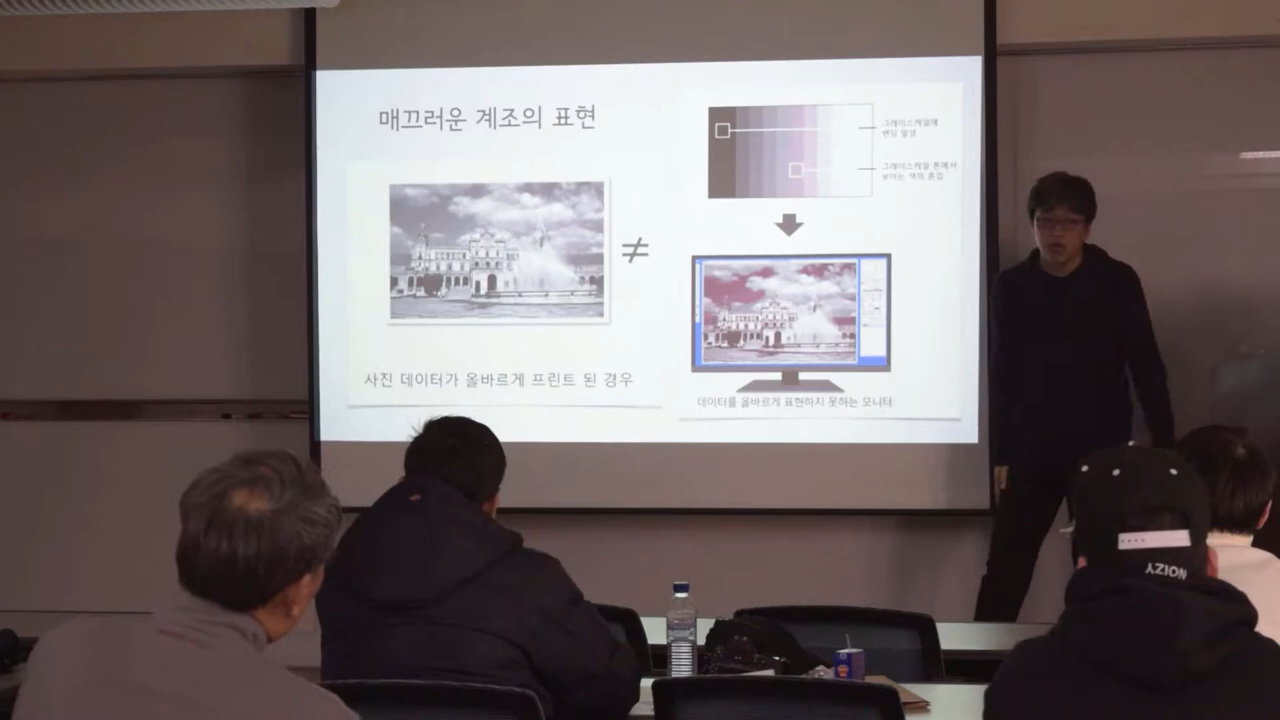 매끄러운 계조의 표현
그레이스케일에
밴딩 발생
그레이스케일 톤에서
보이는 색의 혼입
≠
사진 데이터가 올바르게 프린트 된 경우
데이터를 올바르게 표현하지 못하는 모니터
NOIZY